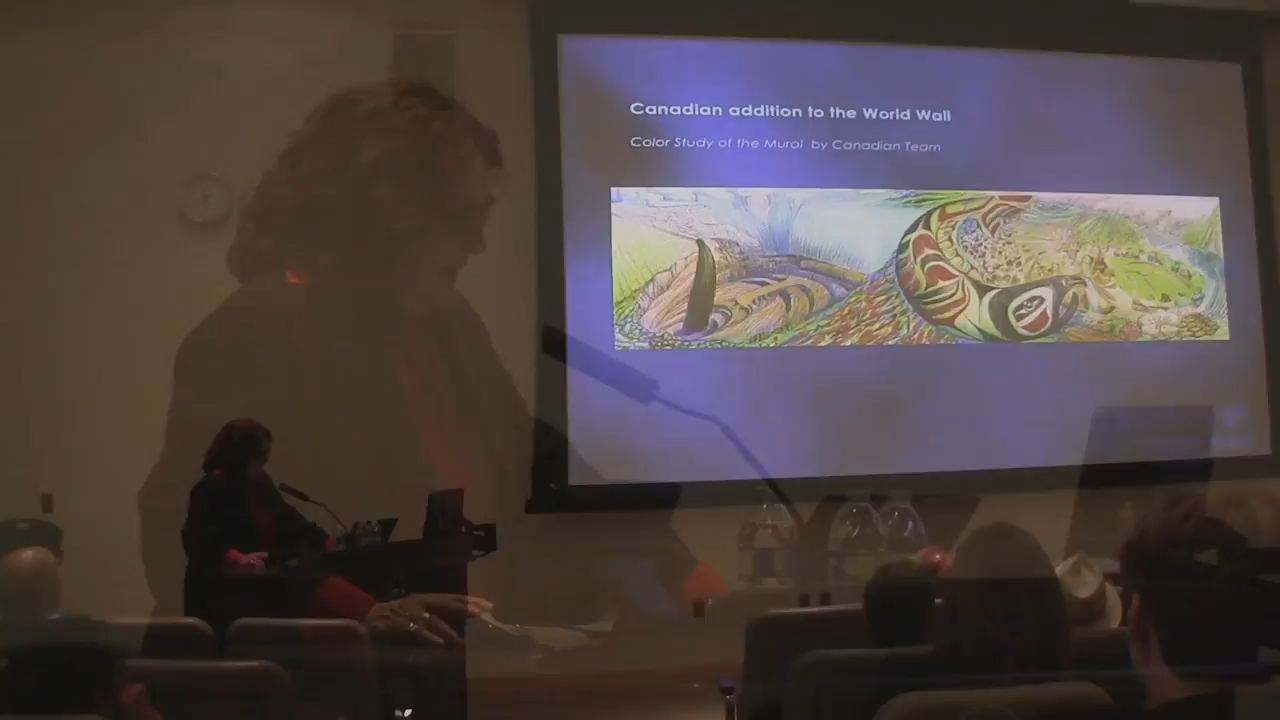 Canadian addition to the World Wall
Color Study of the Mural by Canadian Team